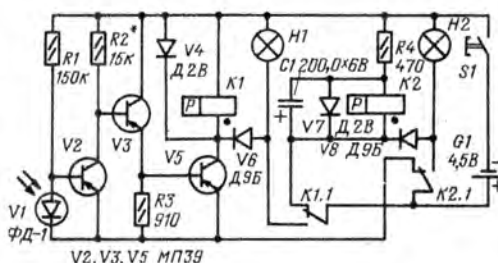 R1
150к
R2*
15к
V4
Д2В
H1
R4
470
H2
S1
C1 200,0×6В
K1
P
K2
P
V2
V3
V5
V6
Д9Б
V7
Д2В
V8 Д9Б
G1
4,5В
V1
ФД-1
R3
910
K1.1
K2.1
V2, V3, V5 МП39